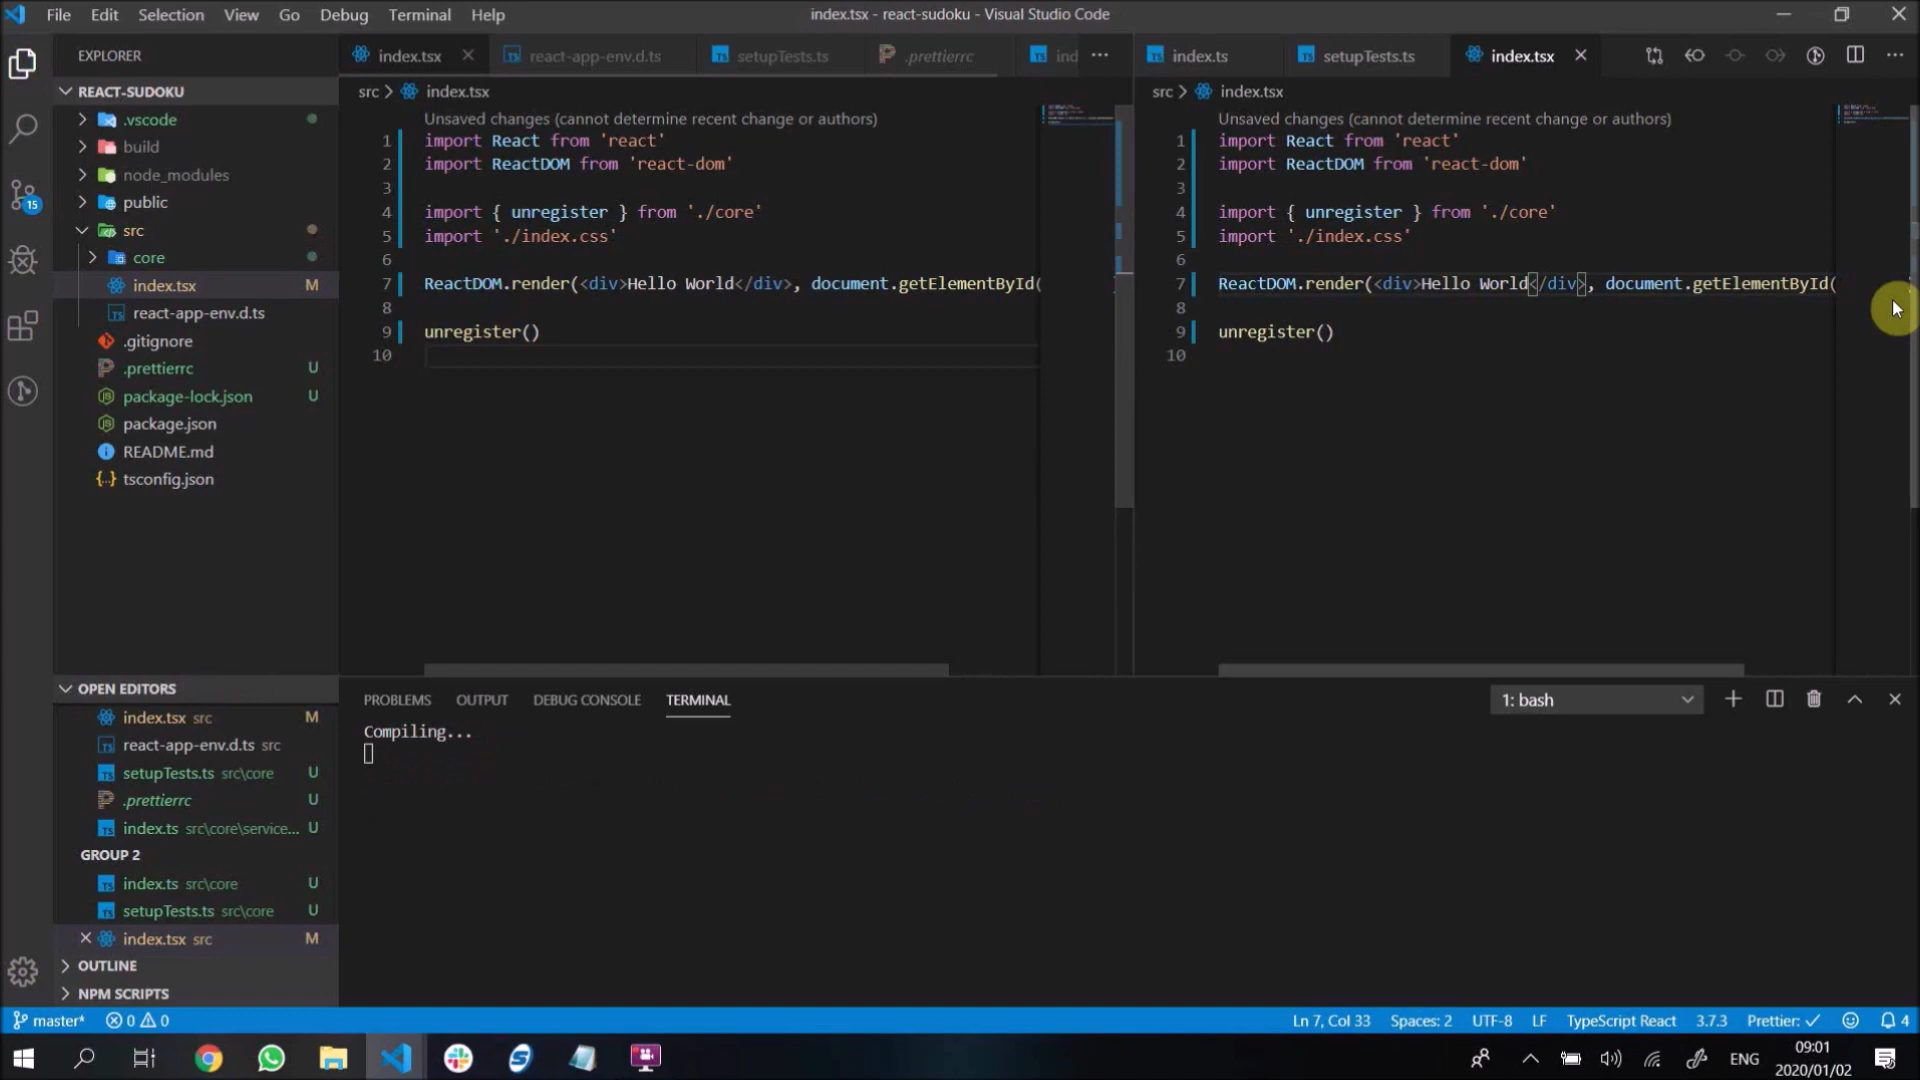 File Edit Selection View Go Debug Terminal Help
index.tsx - react-sudoku - Visual Studio Code
EXPLORER
REACT-SUDOKU
.vscode
build
node_modules
public
src
core
index.tsx M
react-app-env.d.ts
.gitignore
.prettierrc U
package-lock.json U
package.json
README.md
tsconfig.json
OPEN EDITORS
index.tsx src M
react-app-env.d.ts src
setupTests.ts src\core U
.prettierrc U
index.ts src\core\service... U
GROUP 2
index.ts src\core U
setupTests.ts src\core U
index.tsx src M
OUTLINE
NPM SCRIPTS
15
index.tsx react-app-env.d.ts setupTests.ts .prettierrc ind
src > index.tsx
Unsaved changes (cannot determine recent change or authors)
1 import React from 'react'
2 import ReactDOM from 'react-dom'
3
4 import { unregister } from './core'
5 import './index.css'
6
7 ReactDOM.render(<div>Hello World</div>, document.getElementById(
8
9 unregister()
10
index.ts setupTests.ts index.tsx
src > index.tsx
Unsaved changes (cannot determine recent change or authors)
1 import React from 'react'
2 import ReactDOM from 'react-dom'
3
4 import { unregister } from './core'
5 import './index.css'
6
7 ReactDOM.render(<div>Hello World</div>, document.getElementById(
8
9 unregister()
10
PROBLEMS OUTPUT DEBUG CONSOLE TERMINAL
1: bash
Compiling...
master* 0 0
Ln 7, Col 33 Spaces: 2 UTF-8 LF TypeScript React 3.7.3 Prettier: ✓ 4
ENG
09:01
2020/01/02